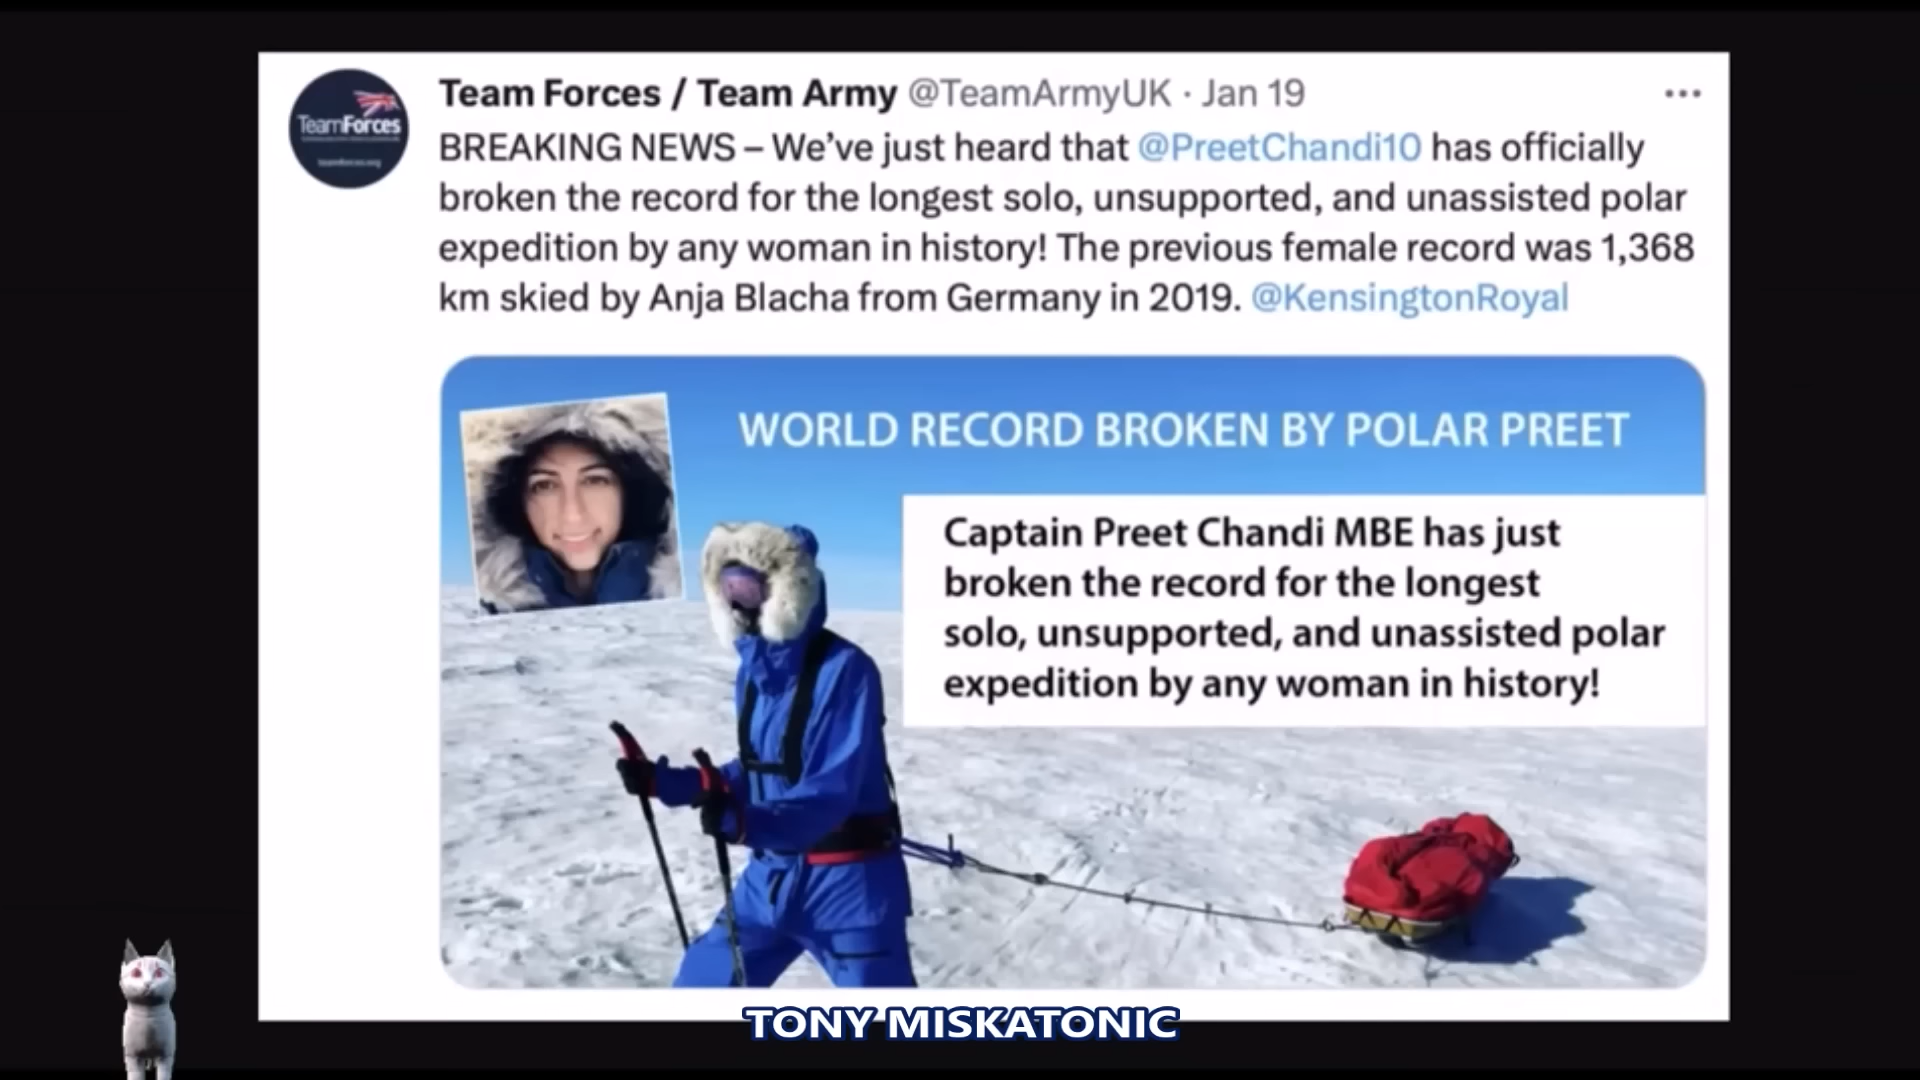 Team Forces / Team Army @TeamArmyUK · Jan 19
TeamForces
BREAKING NEWS – We've just heard that @PreetChandi10 has officially
broken the record for the longest solo, unsupported, and unassisted polar
expedition by any woman in history! The previous female record was 1,368
km skied by Anja Blacha from Germany in 2019. @KensingtonRoyal
WORLD RECORD BROKEN BY POLAR PREET
Captain Preet Chandi MBE has just
broken the record for the longest
solo, unsupported, and unassisted polar
expedition by any woman in history!
TONY MISKATONIC